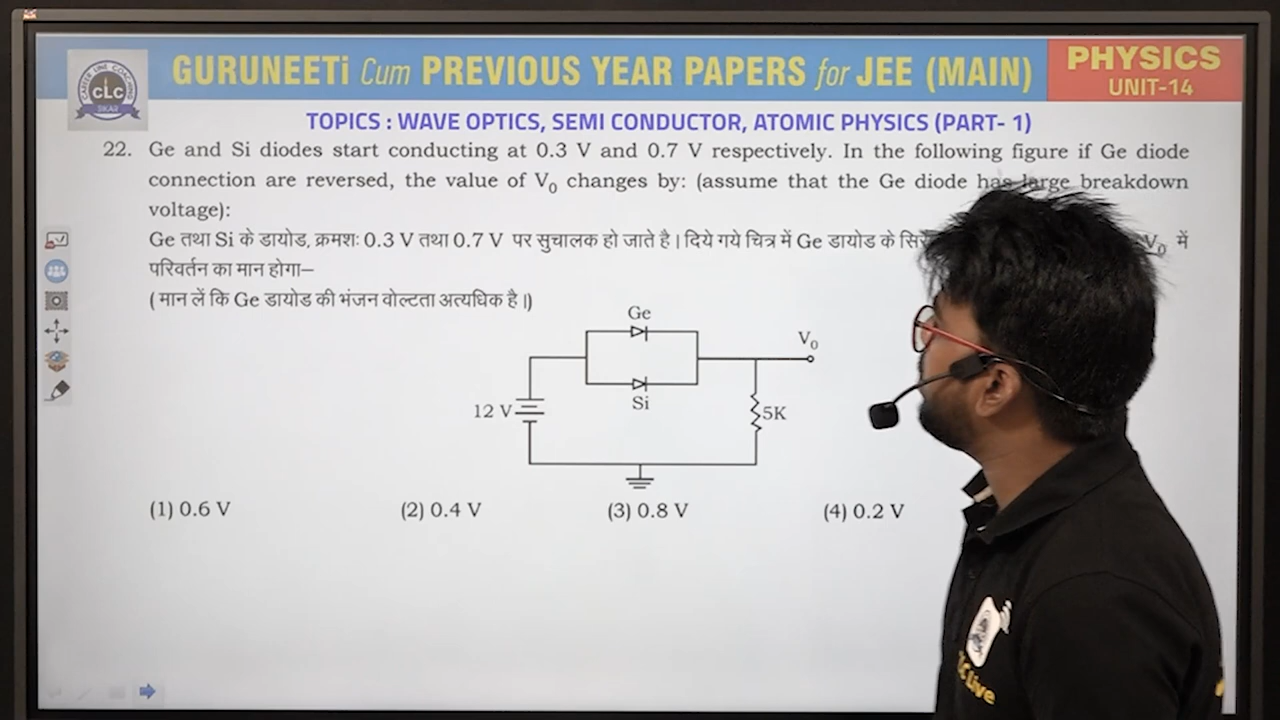 GURUNEETi Cum PREVIOUS YEAR PAPERS for JEE (MAIN)
PHYSICS
UNIT-14
CLC
SIKAR
TOPICS : WAVE OPTICS, SEMI CONDUCTOR, ATOMIC PHYSICS (PART- 1)
22. Ge and Si diodes start conducting at 0.3 V and 0.7 V respectively. In the following figure if Ge diode
connection are reversed, the value of V₀ changes by: (assume that the Ge diode has large breakdown
voltage):
Ge तथा Si के डायोड, क्रमशः 0.3 V तथा 0.7 V पर सुचालक हो जाते है। दिये गये चित्र में Ge डायोड के V₀ में
परिवर्तन का मान होगा–
( मान लें कि Ge डायोड की भंजन वोल्टता अत्यधिक है।)
Ge
V₀
Si
12 V
5K
(1) 0.6 V (2) 0.4 V (3) 0.8 V (4) 0.2 V
Live